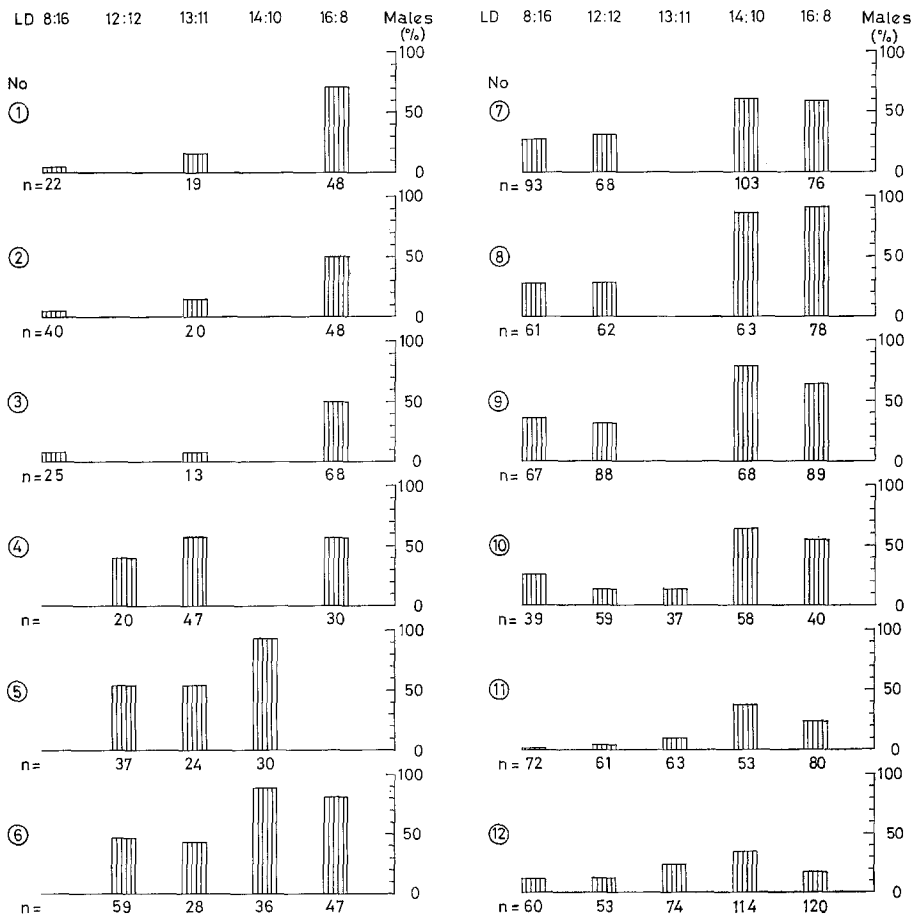 LD 8:16 12:12 13:11 14:10 16:8 Males
(%)
100
No
① 50
0
n=22 19 48
100
② 50
0
n=40 20 48
100
③ 50
0
n=25 13 68
100
④ 50
0
n= 20 47 30
100
⑤ 50
0
n= 37 24 30
100
⑥ 50
0
n= 59 28 36 47
LD 8:16 12:12 13:11 14:10 16:8 Males
(%)
100
No
⑦ 50
0
n= 93 68 103 76
100
⑧ 50
0
n= 61 62 63 78
100
⑨ 50
0
n= 67 88 68 89
100
⑩ 50
0
n= 39 59 37 58 40
100
⑪ 50
0
n= 72 61 63 53 80
100
⑫ 50
0
n= 60 53 74 114 120